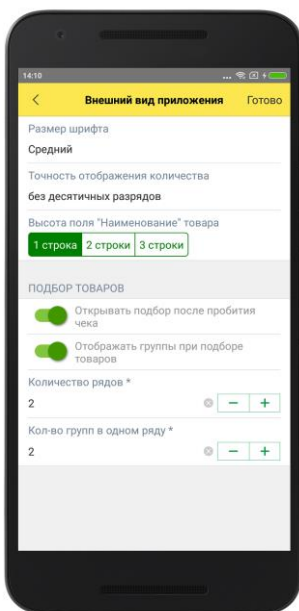 14:10 ...
Внешний вид приложения Готово
Размер шрифта
Средний
Точность отображения количества
без десятичных разрядов
Высота поля "Наименование" товара
1 строка 2 строки 3 строки
ПОДБОР ТОВАРОВ
Открывать подбор после пробития
чека
Отображать группы при подборе
товаров
Количество рядов *
2 − +
Кол-во групп в одном ряду *
2 − +